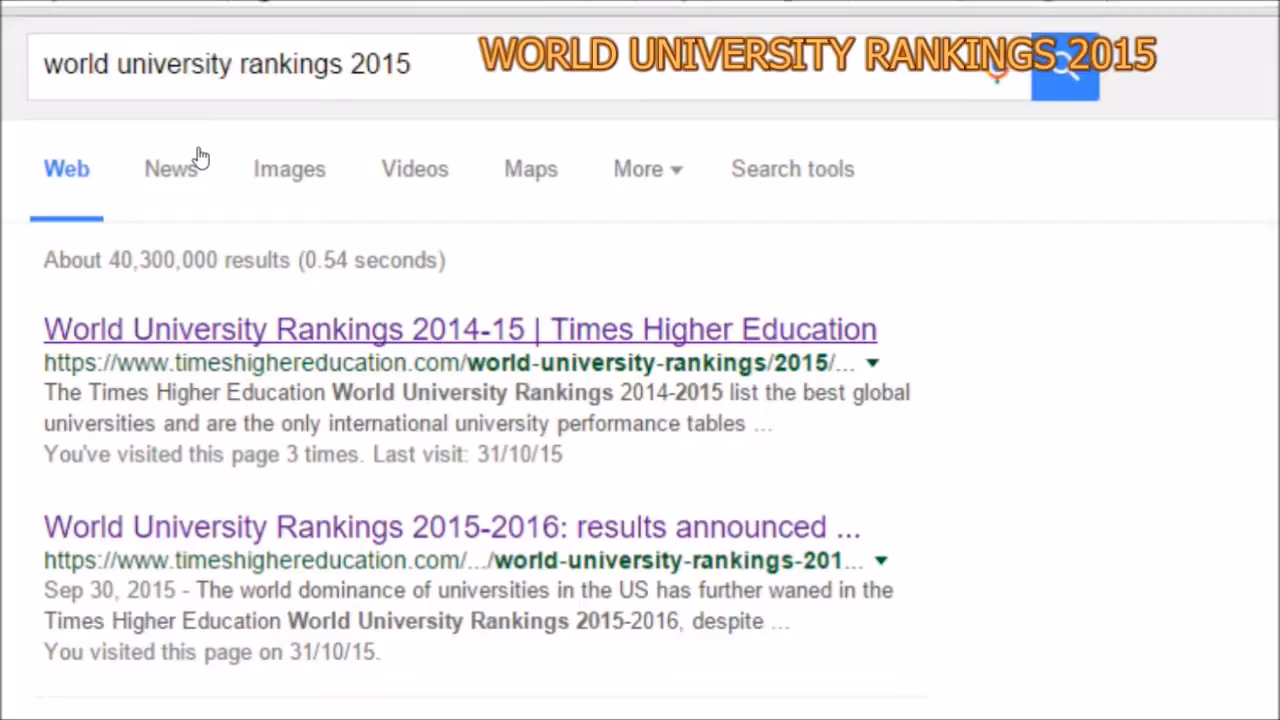 world university rankings 2015
WORLD UNIVERSITY RANKINGS 2015
Web News Images Videos Maps More Search tools
About 40,300,000 results (0.54 seconds)
World University Rankings 2014-15 | Times Higher Education
https://www.timeshighereducation.com/world-university-rankings/2015/...
The Times Higher Education World University Rankings 2014-2015 list the best global
universities and are the only international university performance tables ...
You've visited this page 3 times. Last visit: 31/10/15
World University Rankings 2015-2016: results announced ...
https://www.timeshighereducation.com/.../world-university-rankings-201...
Sep 30, 2015 - The world dominance of universities in the US has further waned in the
Times Higher Education World University Rankings 2015-2016, despite ...
You visited this page on 31/10/15.